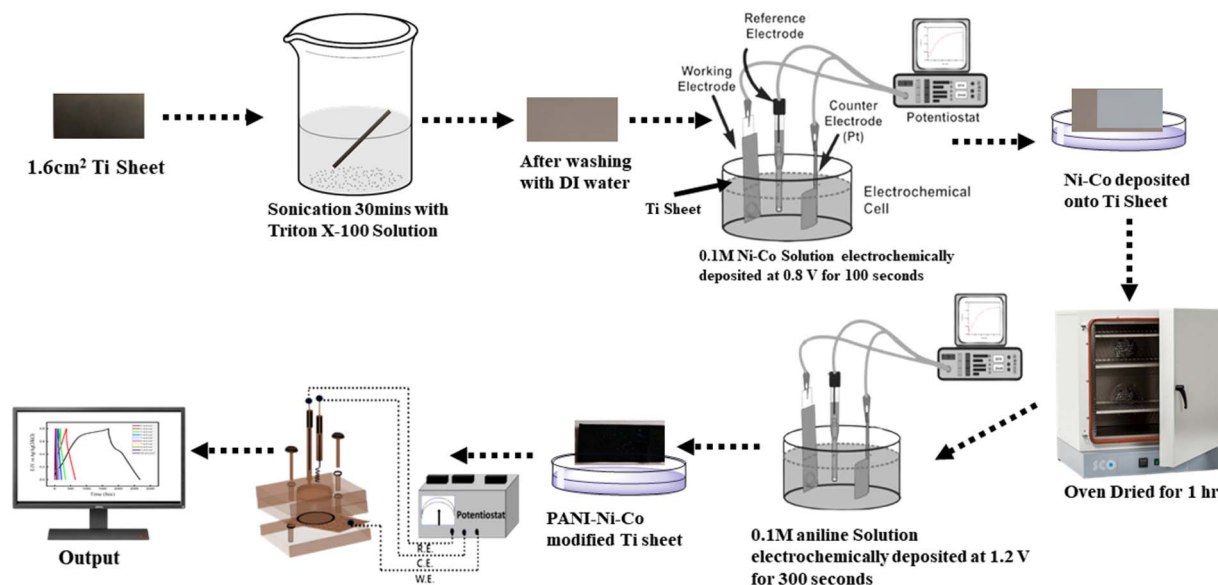 1.6cm² Ti Sheet
Sonication 30mins with
Triton X-100 Solution
After washing
with DI water
Reference
Electrode
Working
Electrode
Counter
Electrode
(Pt)
Potentiostat
Ti Sheet
Electrochemical
Cell
0.1M Ni-Co Solution electrochemically
deposited at 0.8 V for 100 seconds
Ni-Co deposited
onto Ti Sheet
Oven Dried for 1 hr
0.1M aniline Solution
electrochemically deposited at 1.2 V
for 300 seconds
PANI-Ni-Co
modified Ti sheet
Potentiostat
R.E.
C.E.
W.E.
Time (Sec)
Output